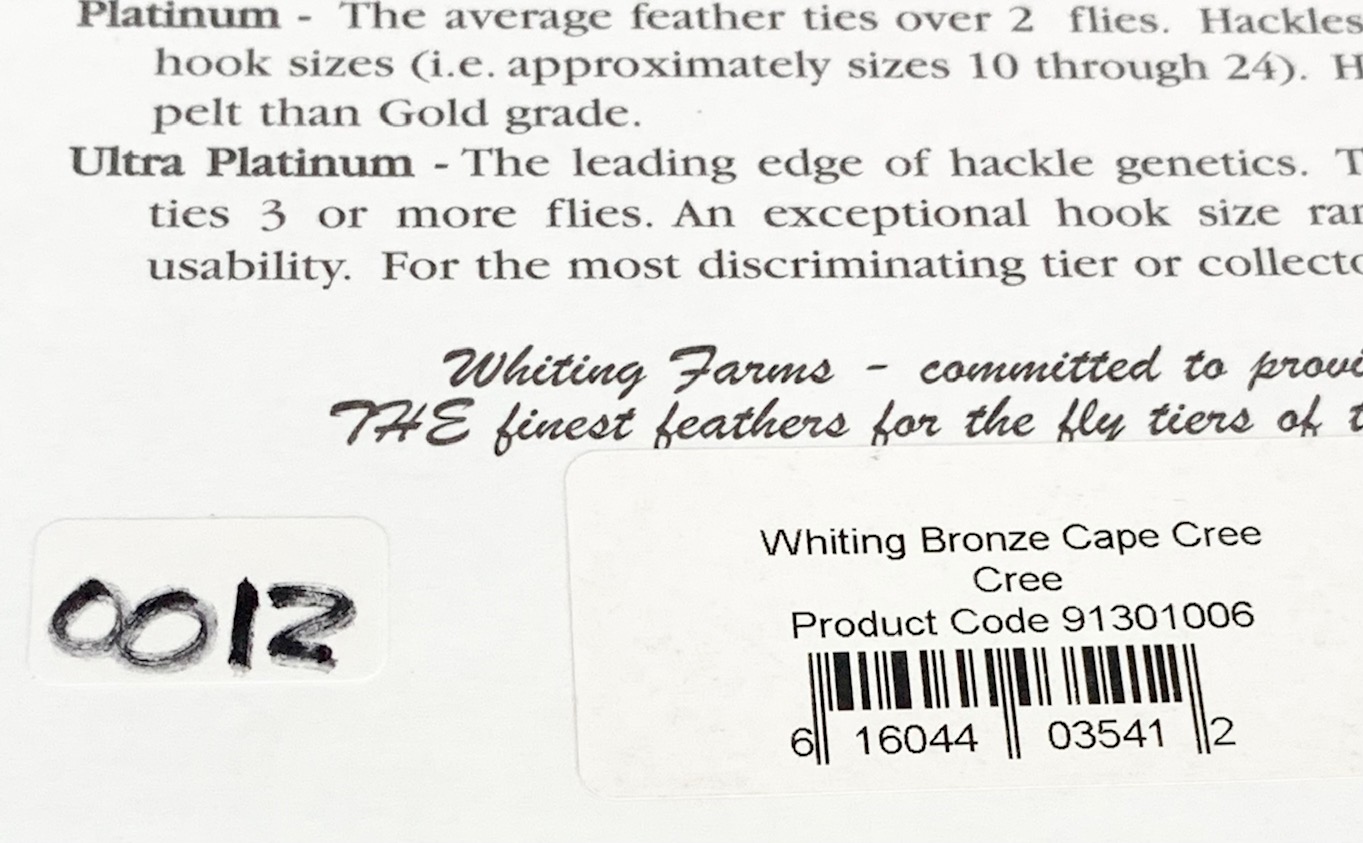 Platinum - The average feather ties over 2 flies. Hackles
hook sizes (i.e. approximately sizes 10 through 24). H
pelt than Gold grade.
Ultra Platinum - The leading edge of hackle genetics. T
ties 3 or more flies. An exceptional hook size ran
usability. For the most discriminating tier or collecto
Whiting Farms - committed to provi
THE finest feathers for the fly tiers of t
0012
Whiting Bronze Cape Cree
Cree
Product Code 91301006
6 16044 03541 2